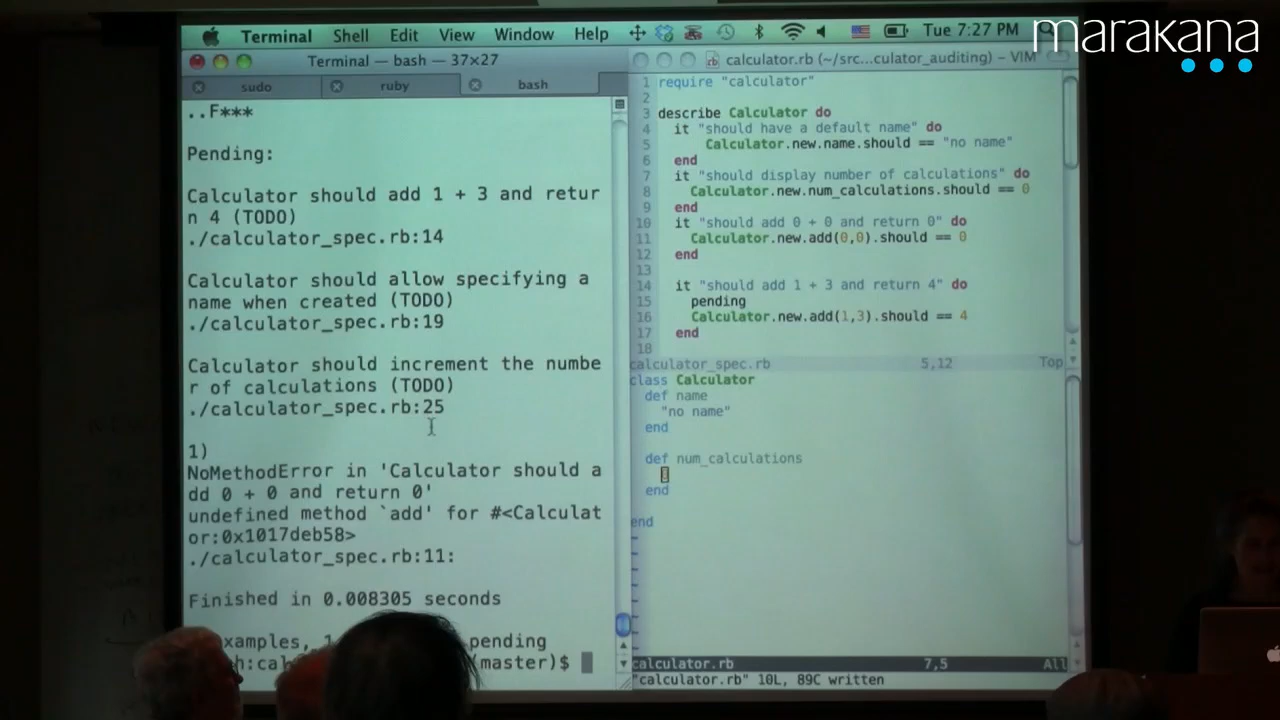 marakana
Terminal Shell Edit View Window Help Tue 7:27 PM
Terminal — bash — 37×27
sudo ruby bash
..F***
Pending:
Calculator should add 1 + 3 and retur
n 4 (TODO)
./calculator_spec.rb:14
Calculator should allow specifying a
name when created (TODO)
./calculator_spec.rb:19
Calculator should increment the numbe
r of calculations (TODO)
./calculator_spec.rb:25
1)
NoMethodError in 'Calculator should a
dd 0 + 0 and return 0'
undefined method `add' for #<Calculat
or:0x1017deb58>
./calculator_spec.rb:11:
Finished in 0.008305 seconds
xamples, 1 pending
(master)$
calculator.rb (~/src...culator_auditing) – VIM
1 require "calculator"
2
3 describe Calculator do
4 it "should have a default name" do
5 Calculator.new.name.should == "no name"
6 end
7 it "should display number of calculations" do
8 Calculator.new.num_calculations.should == 0
9 end
10 it "should add 0 + 0 and return 0" do
11 Calculator.new.add(0,0).should == 0
12 end
13
14 it "should add 1 + 3 and return 4" do
15 pending
16 Calculator.new.add(1,3).should == 4
17 end
18
calculator_spec.rb 5,12 Top
class Calculator
def name
"no name"
end
def num_calculations
0
end
end
calculator.rb 7,5 All
"calculator.rb" 10L, 89C written